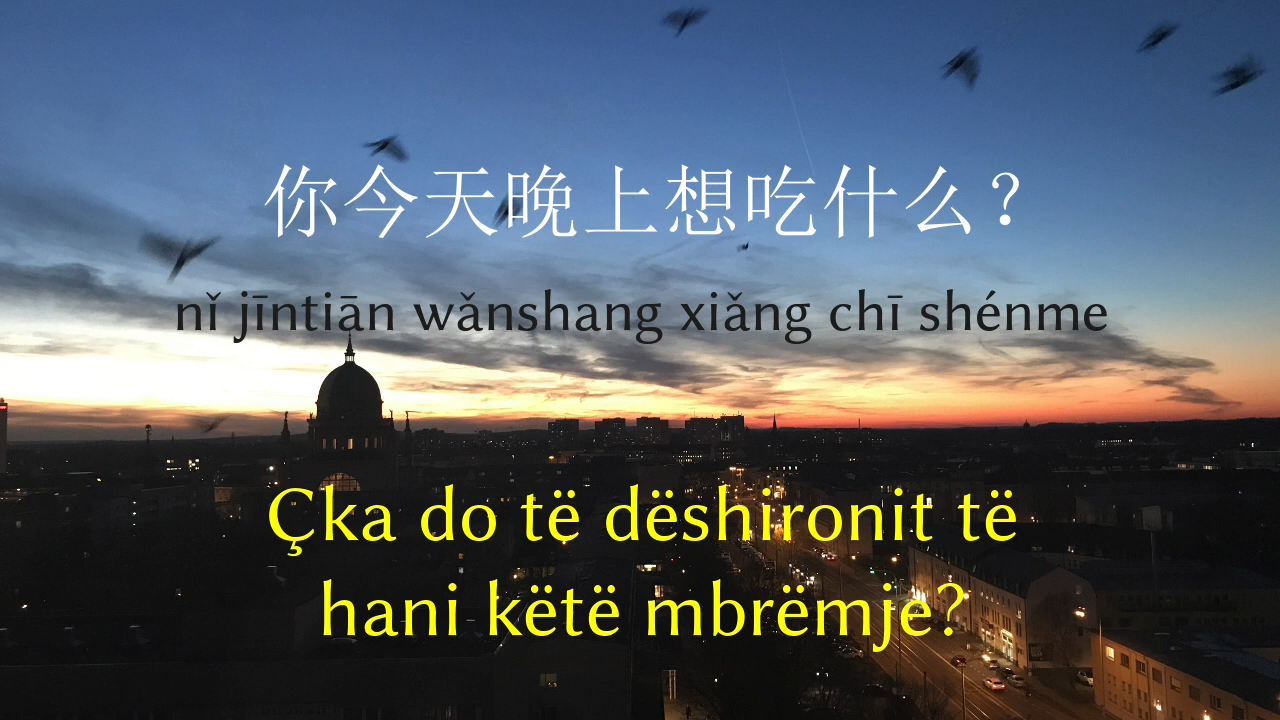 你今天晚上想吃什么？
nǐ jīntiān wǎnshang xiǎng chī shénme
Çka do të dëshironit të
hani këtë mbrëmje?